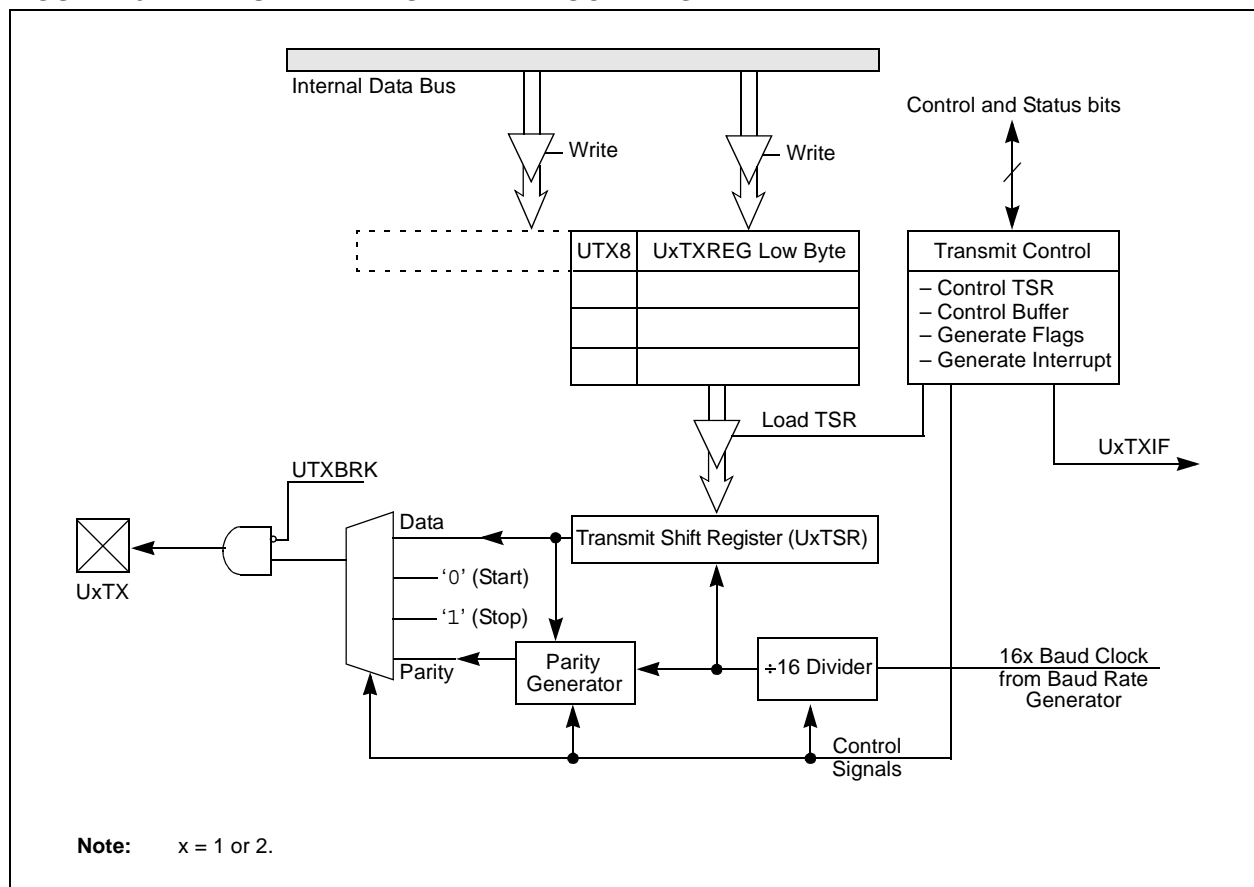 Internal Data Bus
Control and Status bits
Write
Write
UTX8
UxTXREG Low Byte
Transmit Control
– Control TSR
– Control Buffer
– Generate Flags
– Generate Interrupt
Load TSR
UxTXIF
UTXBRK
Data
Transmit Shift Register (UxTSR)
UxTX
‘0’ (Start)
‘1’ (Stop)
Parity
Parity
Generator
÷16 Divider
16x Baud Clock
from Baud Rate
Generator
Control
Signals
Note: x = 1 or 2.